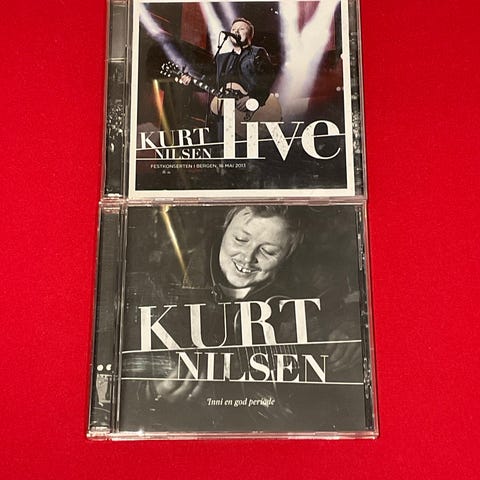 KURT
NILSEN
live
FESTKONSERTEN I BERGEN, 16 MAI 2013
KURT
NILSEN
Inni en god periode